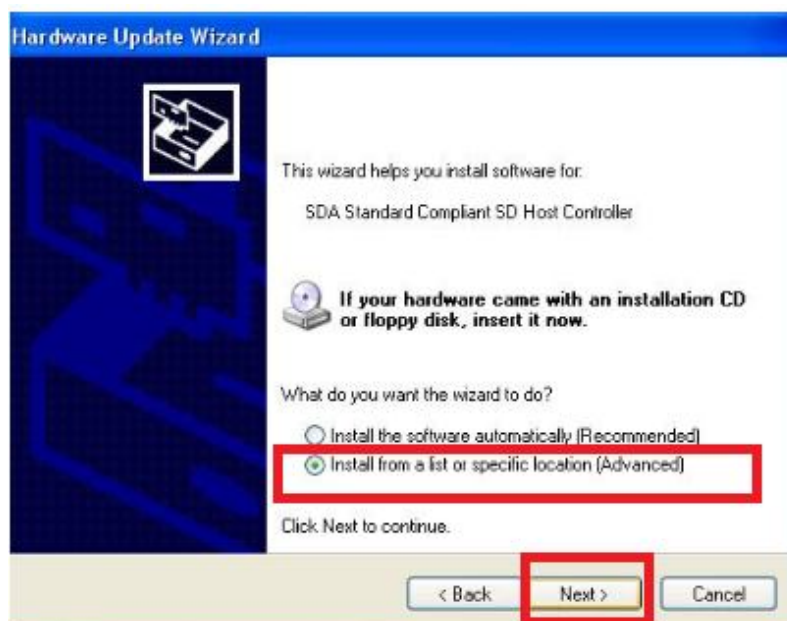 Hardware Update Wizard
This wizard helps you install software for:
SDA Standard Compliant SD Host Controller
If your hardware came with an installation CD
or floppy disk, insert it now.
What do you want the wizard to do?
Install the software automatically (Recommended)
Install from a list or specific location (Advanced)
Click Next to continue.
< Back Next > Cancel